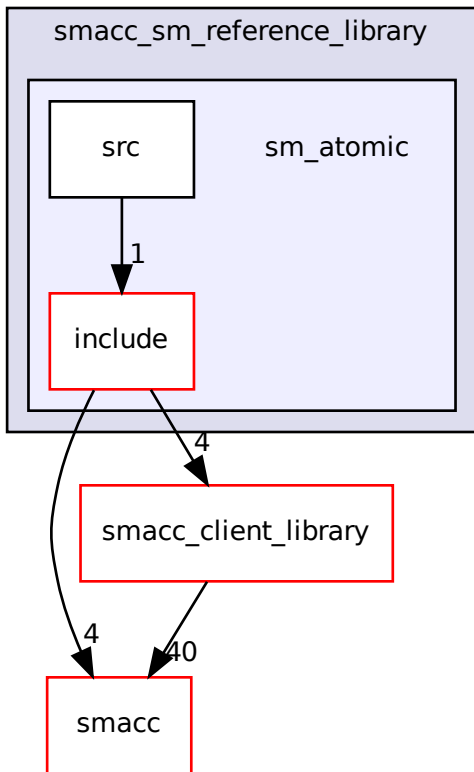 smacc_sm_reference_library
src
sm_atomic
1
include
4
smacc_client_library
4
40
smacc